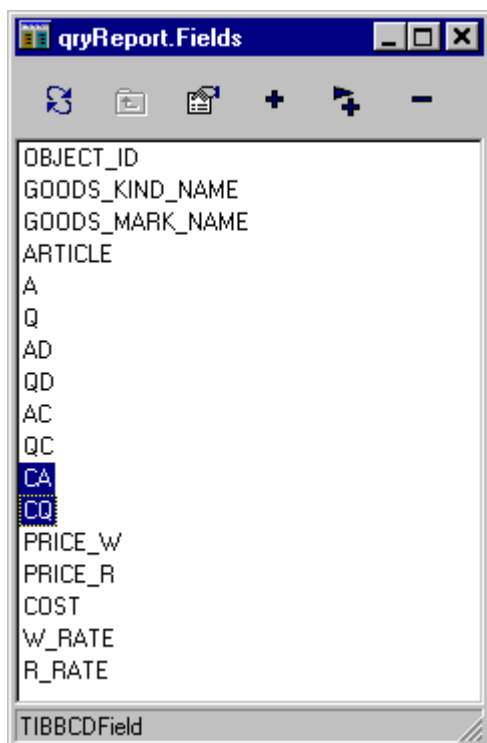 qryReport.Fields
OBJECT_ID
GOODS_KIND_NAME
GOODS_MARK_NAME
ARTICLE
A
Q
AD
QD
AC
QC
CA
CQ
PRICE_W
PRICE_R
COST
W_RATE
R_RATE
TIBBCDField